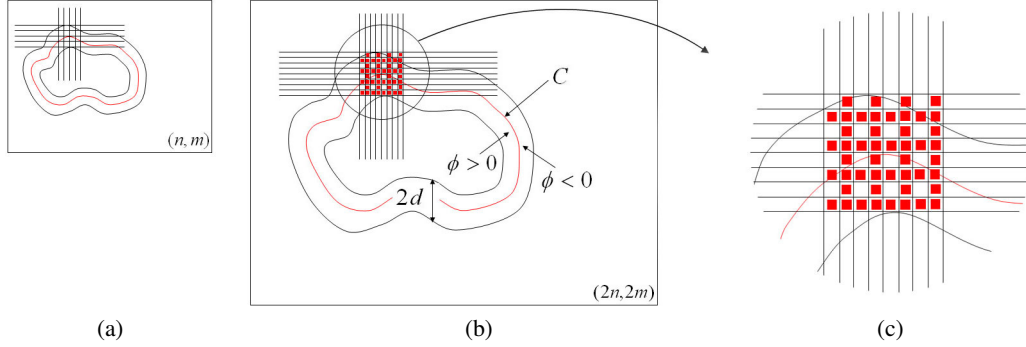 (n, m)
C
ϕ > 0
ϕ < 0
2d
(2n, 2m)
(a)
(b)
(c)